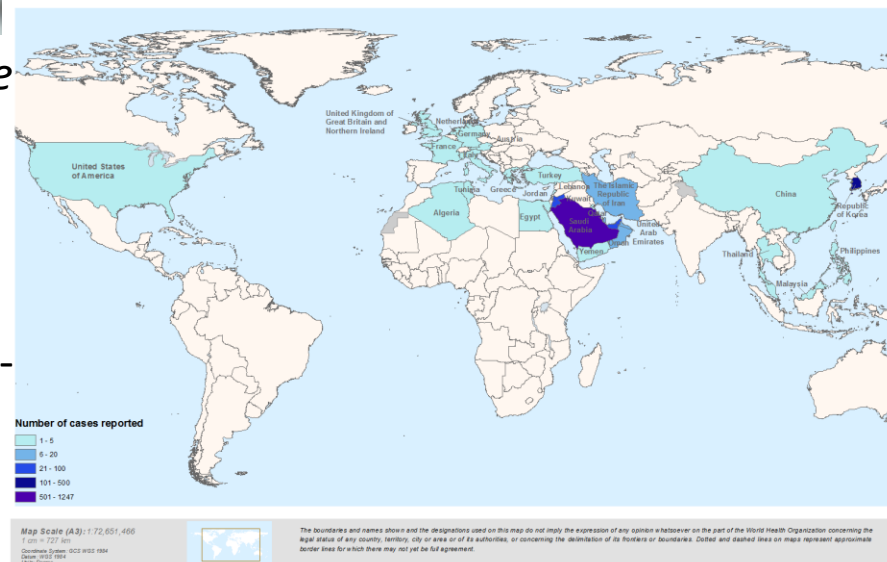 e
-
United Kingdom of
Great Britain and
Northern Ireland
Netherlands
Germany
Austria
France
Italy
United States
of America
Turkey
Tunisia
Greece
Lebanon
The Islamic
Republic
of Iran
Jordan
Kuwait
Algeria
Egypt
Qatar
Saudi
Arabia
United
Arab
Emirates
Oman
Yemen
China
Republic
of Korea
Thailand
Philippines
Malaysia
Number of cases reported
1 - 5
6 - 20
21 - 100
101 - 500
501 - 1247
Map Scale (A3): 1:72,651,466
1 cm = 727 km
Coordinate System: GCS WGS 1984
Datum: WGS 1984
The boundaries and names shown and the designations used on this map do not imply the expression of any opinion whatsoever on the part of the World Health Organization concerning the
legal status of any country, territory, city or area or of its authorities, or concerning the delimitation of its frontiers or boundaries. Dotted and dashed lines on maps represent approximate
border lines for which there may not yet be full agreement.